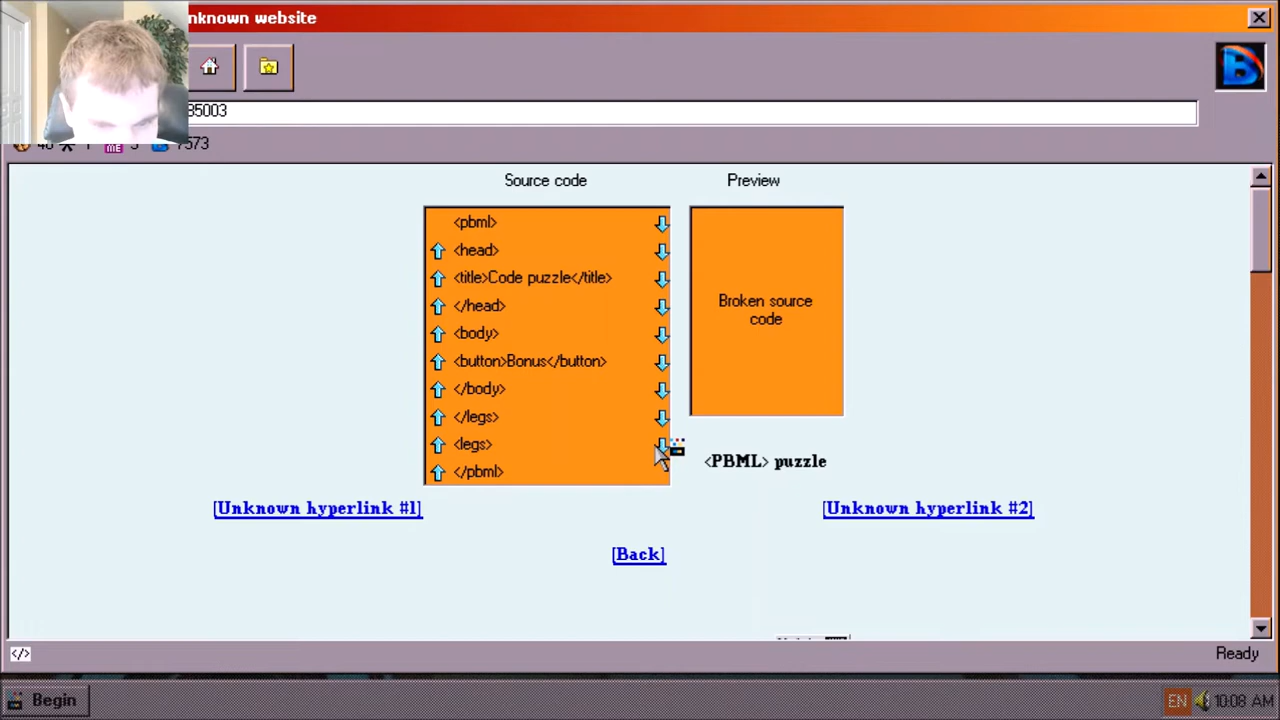 nknown website
85003
7573
Source code
Preview
<pbml>
<head>
<title>Code puzzle</title>
</head>
<body>
<button>Bonus</button>
</body>
</legs>
<legs>
</pbml>
Broken source
code
<PBML> puzzle
[Unknown hyperlink #1]
[Unknown hyperlink #2]
[Back]
</>
Ready
Begin
EN
10:08 AM